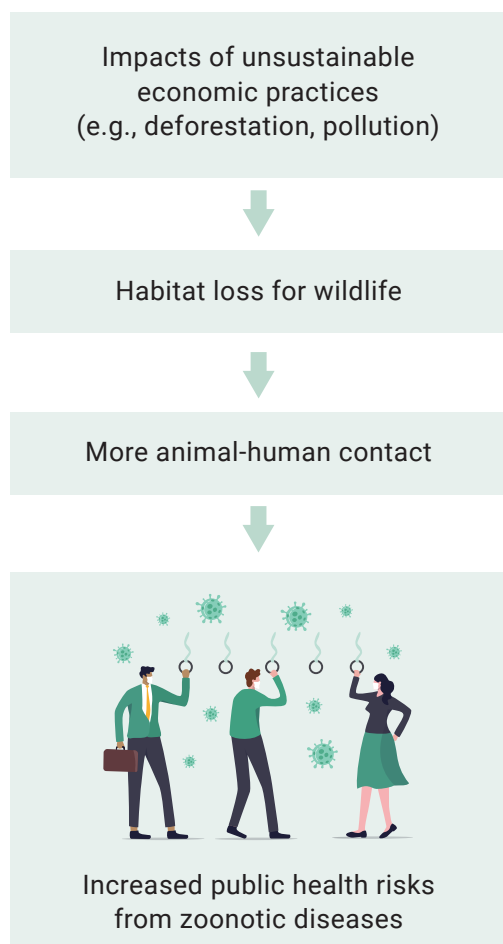 Impacts of unsustainable
economic practices
(e.g., deforestation, pollution)
Habitat loss for wildlife
More animal-human contact
Increased public health risks
from zoonotic diseases